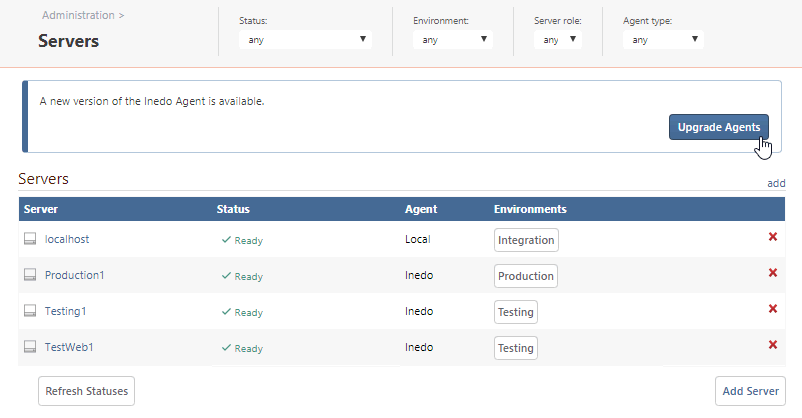 Administration >
Servers
Status:
any
Environment:
any
Server role:
any
Agent type:
any
A new version of the Inedo Agent is available.
Upgrade Agents
Servers
add
Server Status Agent Environments
localhost Ready Local Integration
Production1 Ready Inedo Production
Testing1 Ready Inedo Testing
TestWeb1 Ready Inedo Testing
Refresh Statuses
Add Server